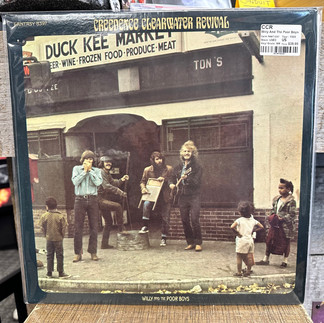 CREEDENCE CLEARWATER REVIVAL
DUCK KEE MARKET
BEER·WINE·FROZEN FOOD·PRODUCE·MEAT
TON'S
CCR
Willy And The Poor Boys
WILLY AND THE POOR BOYS